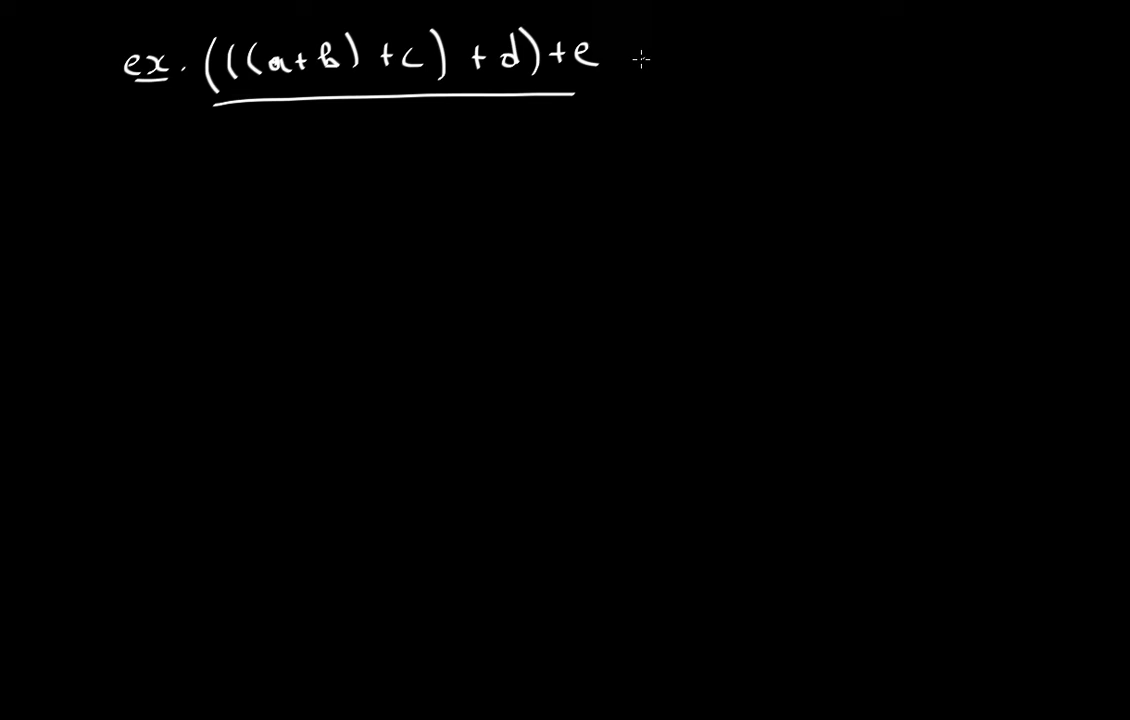 ex. (((a+b) + c) + d) + e